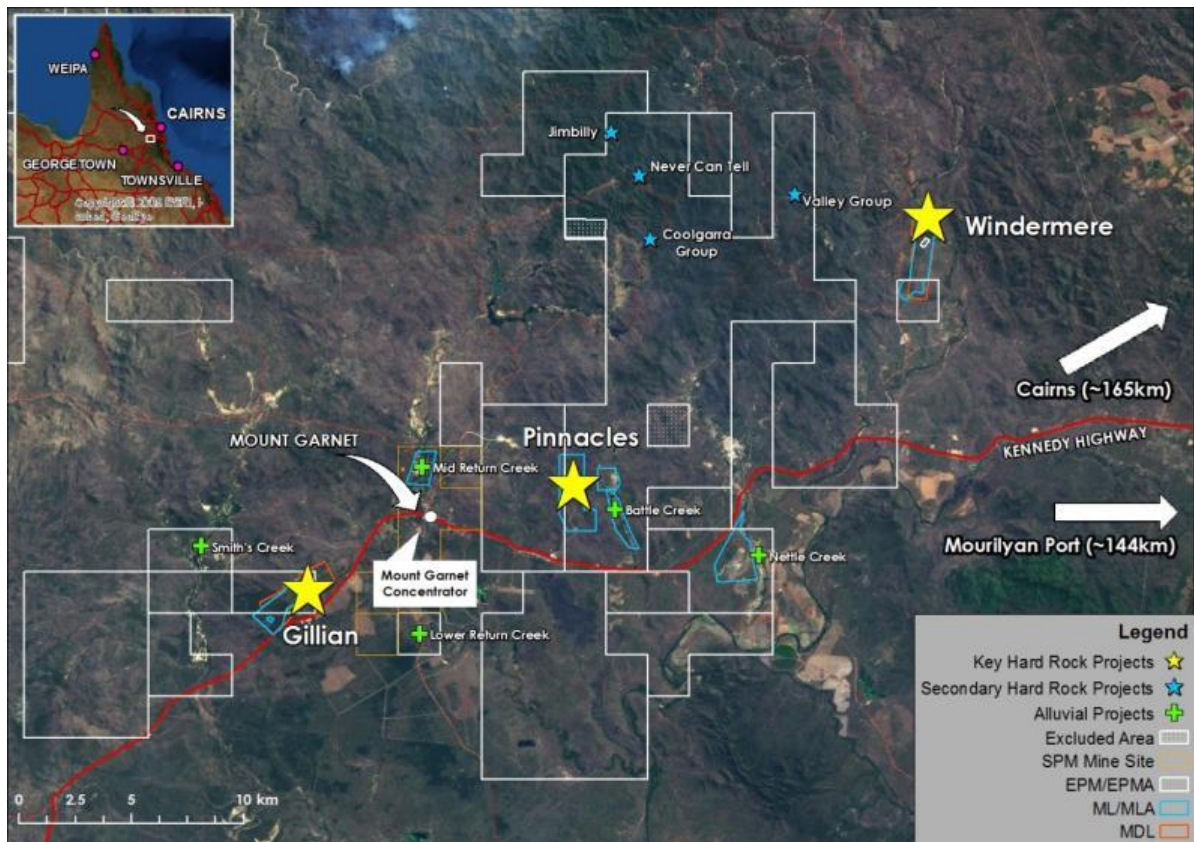 WEIPA
CAIRNS
GEORGETOWN
TOWNSVILLE
Jimbilly
Never Can Tell
Valley Group
Coolgarra
Group
Windermere
Cairns (~165km)
KENNEDY HIGHWAY
Mourilyan Port (~144km)
MOUNT GARNET
Pinnacles
Mid Return Creek
Battle Creek
Nettle Creek
Smith's Creek
Mount Garnet
Concentrator
Gillian
Lower Return Creek
0 2.5 5 10 km
Legend
Key Hard Rock Projects
Secondary Hard Rock Projects
Alluvial Projects
Excluded Area
SPM Mine Site
EPM/EPMA
ML/MLA
MDL